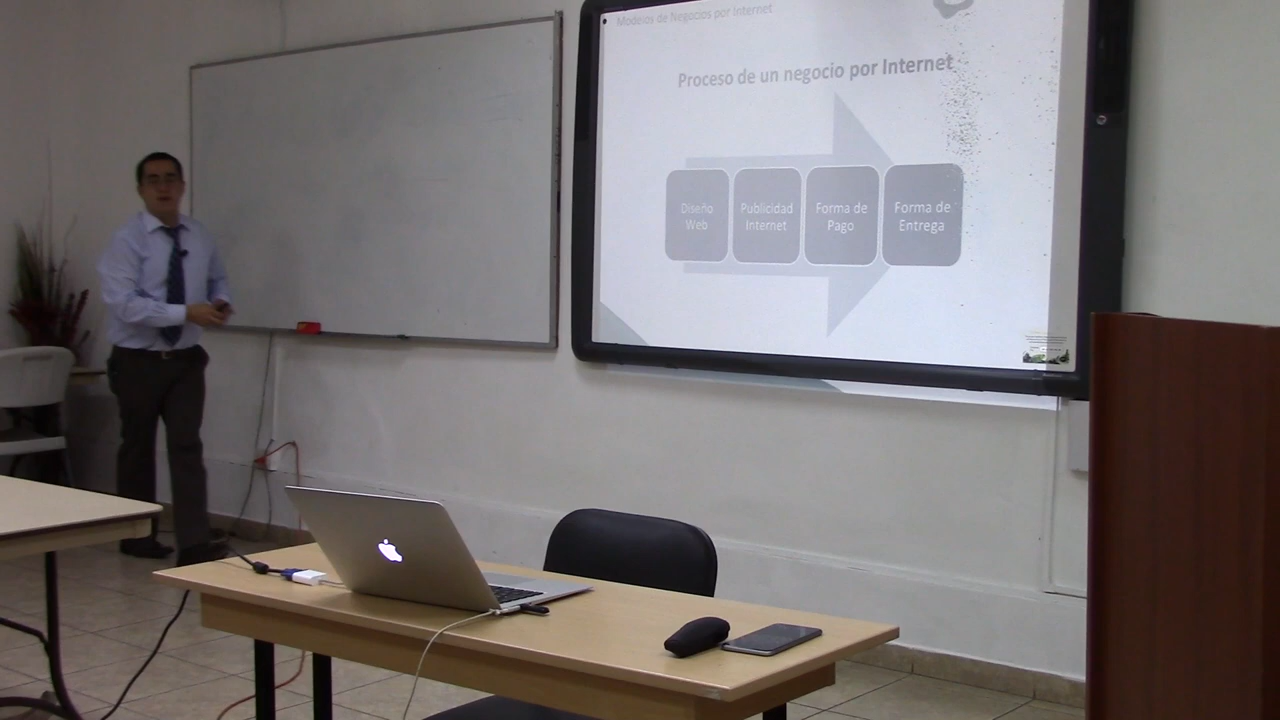 Modelos de Negocios por Internet
Proceso de un negocio por Internet
Diseño
Web
Publicidad
Internet
Forma de
Pago
Forma de
Entrega